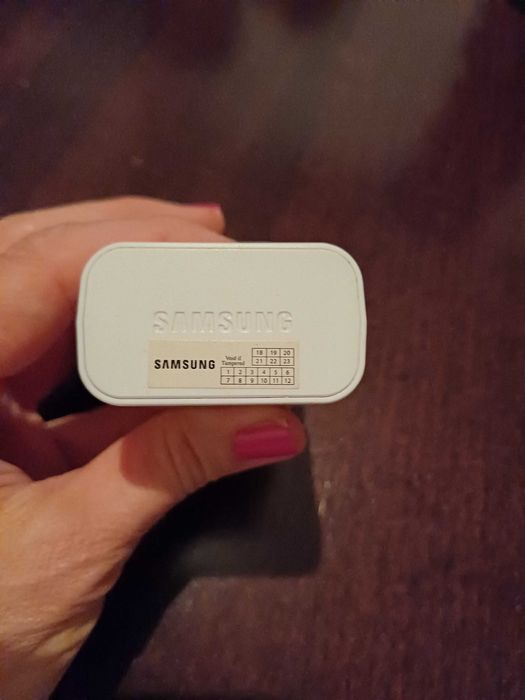 SAMSUNG
SAMSUNG
Void if
Tampered
18 19 20
21 22 23
1 2 3 4 5 6
7 8 9 10 11 12